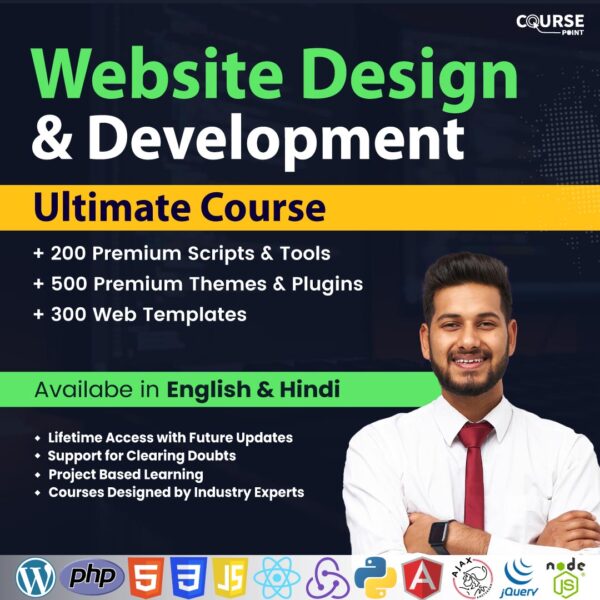 COURSE
POINT
Website Design
& Development
Ultimate Course
+ 200 Premium Scripts & Tools
+ 500 Premium Themes & Plugins
+ 300 Web Templates
Availabe in English & Hindi
Lifetime Access with Future Updates
Support for Clearing Doubts
Project Based Learning
Courses Designed by Industry Experts
W php 5 3 JS A AJAX jQuery node JS